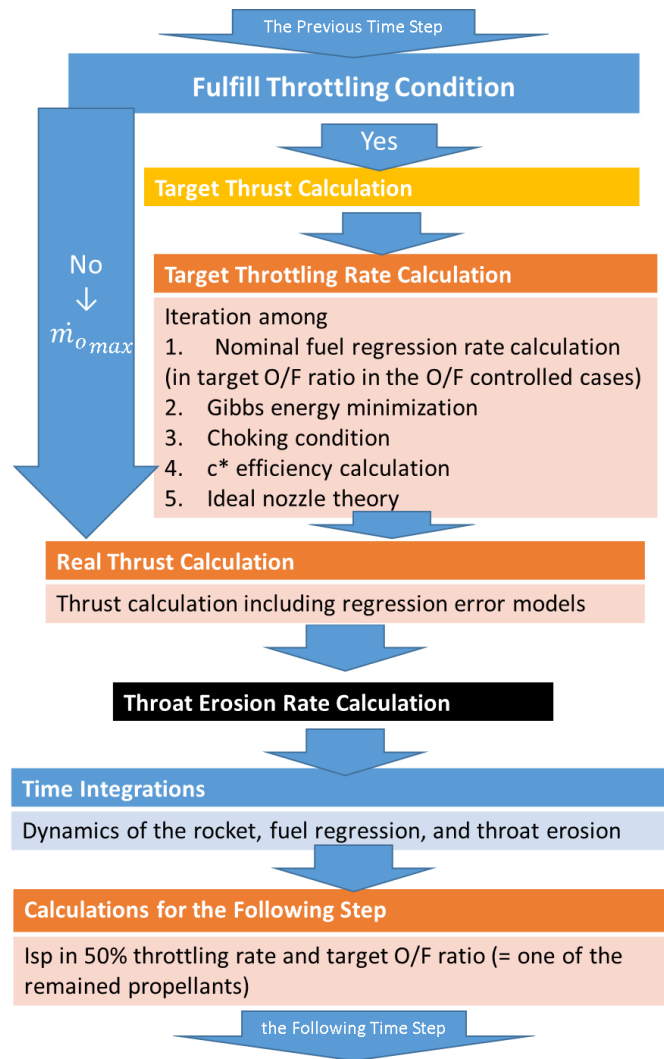 The Previous Time Step
Fulfill Throttling Condition
Yes
Target Thrust Calculation
No
↓
ṁₒ ₘₐₓ
Target Throttling Rate Calculation
Iteration among
1. Nominal fuel regression rate calculation
(in target O/F ratio in the O/F controlled cases)
2. Gibbs energy minimization
3. Choking condition
4. c* efficiency calculation
5. Ideal nozzle theory
Real Thrust Calculation
Thrust calculation including regression error models
Throat Erosion Rate Calculation
Time Integrations
Dynamics of the rocket, fuel regression, and throat erosion
Calculations for the Following Step
Isp in 50% throttling rate and target O/F ratio (= one of the
remained propellants)
the Following Time Step